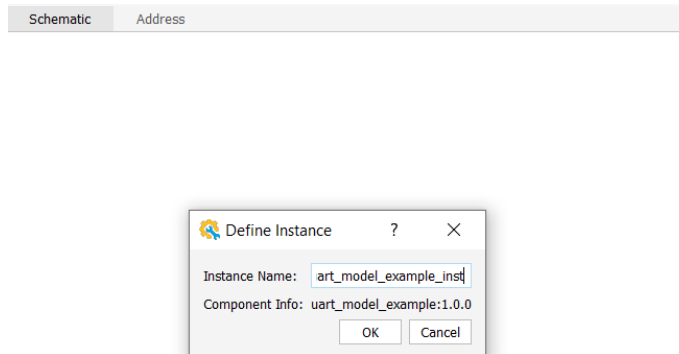 Schematic Address
Define Instance ?
Instance Name: art_model_example_inst
Component Info: uart_model_example:1.0.0
OK Cancel